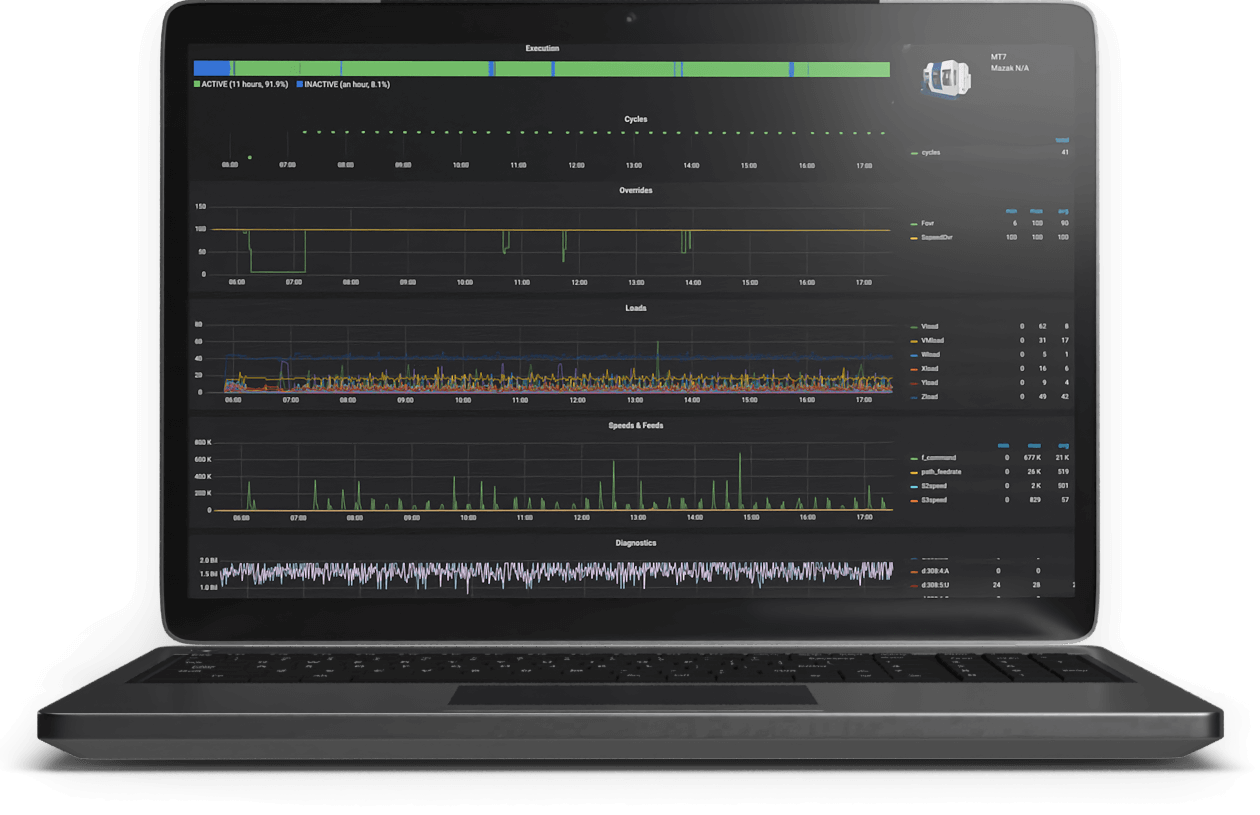 Execution
MT7
Mazak N/A
ACTIVE (11 hours, 91.9%) INACTIVE (an hour, 8.1%)
Cycles
06:00 07:00 08:00 09:00 10:00 11:00 12:00 13:00 14:00 15:00 16:00 17:00
cycles 41
Overrides
150
100
50
0
06:00 07:00 08:00 09:00 10:00 11:00 12:00 13:00 14:00 15:00 16:00 17:00
min max avg
Fovr 6 100 90
SspeedOvr 100 100 100
Loads
80
60
40
20
0
06:00 07:00 08:00 09:00 10:00 11:00 12:00 13:00 14:00 15:00 16:00 17:00
0 62 8
VMload 0 31 17
Wload 0 5 1
Xload 0 16 6
Yload 0 9 4
Zload 0 49 42
Speeds & Feeds
800 K
600 K
400 K
200 K
0
06:00 07:00 08:00 09:00 10:00 11:00 12:00 13:00 14:00 15:00 16:00 17:00
avg
f_command 0 677 K 21 K
path_feedrate 0 26 K 519
S2speed 0 2 K 501
S3speed 0 829 57
Diagnostics
2.0 Bil
1.5 Bil
1.0 Bil
d:308:4:A 0 0
d:308:5:U 24 28